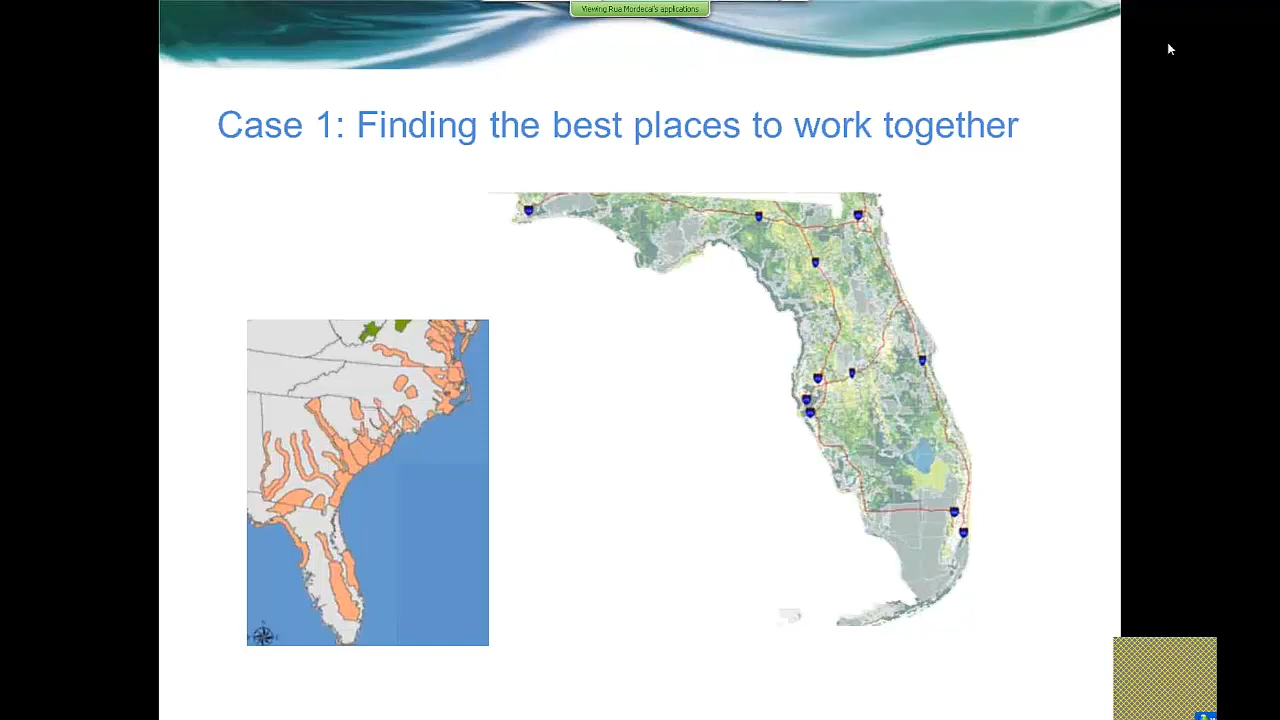 Viewing Rua Mordecai's applications
Case 1: Finding the best places to work together